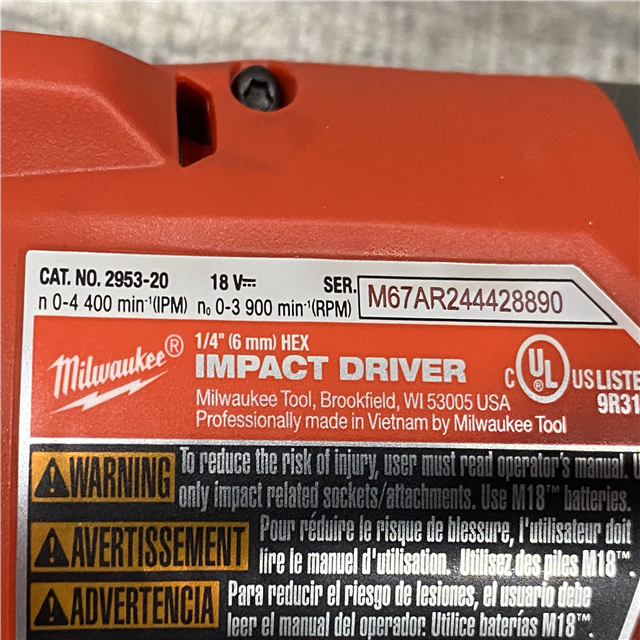 CAT. NO. 2953-20 18 V⎓ SER. M67AR244428890
n 0-4 400 min⁻¹(IPM) n₀ 0-3 900 min⁻¹(RPM)
Milwaukee®
1/4" (6 mm) HEX
IMPACT DRIVER
Milwaukee Tool, Brookfield, WI 53005 USA
Professionally made in Vietnam by Milwaukee Tool
C UL® US LISTE
9R31
WARNING To reduce the risk of injury, user must read operator's manual. U
only impact related sockets/attachments. Use M18™ batteries.
AVERTISSEMENT Pour réduire le risque de blessure, l'utilisateur doit
lire le manuel d'utilisation. Utilisez des piles M18™.
ADVERTENCIA Para reducir el riesgo de lesiones, el usuario debe
leer el manual del operador. Utilice baterías M18™